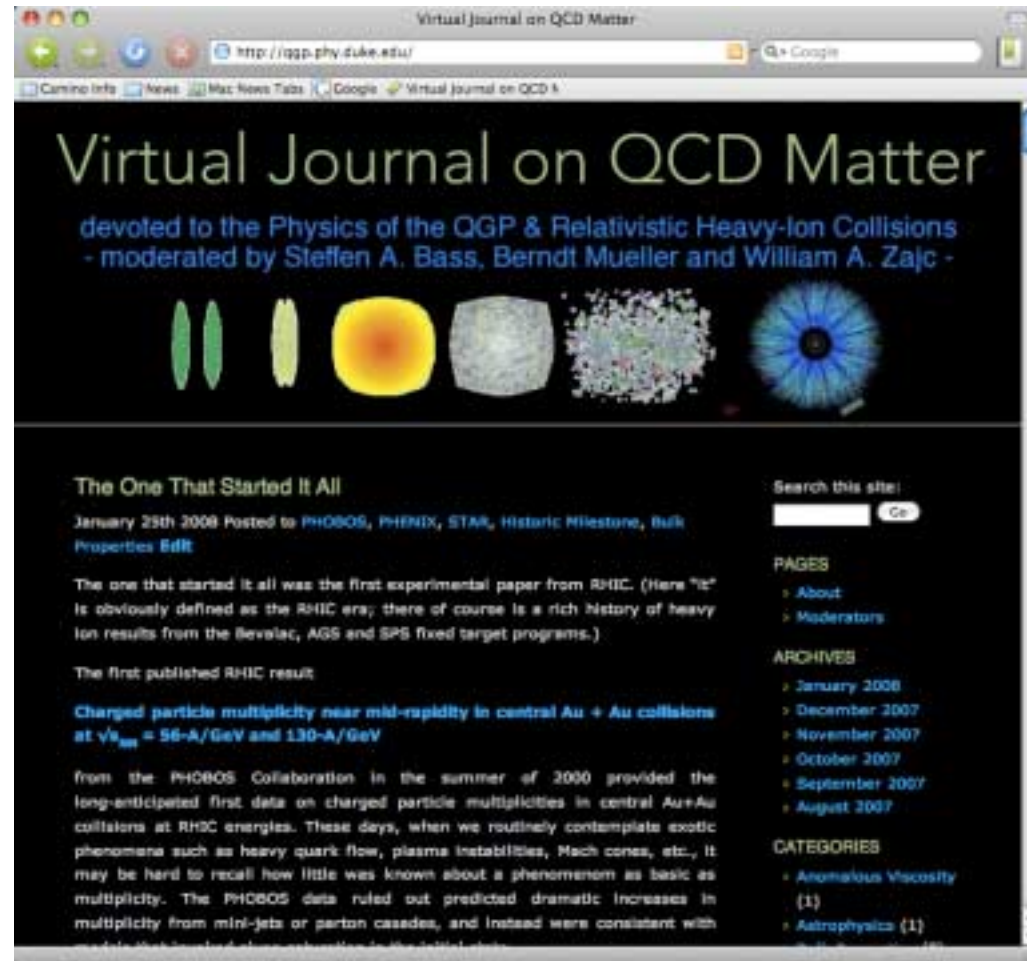 Virtual Journal on QCD Matter
http://qgp.phy.duke.edu/
Google
Camino Info News Mac News Tabs Google Virtual Journal on QCD M
Virtual Journal on QCD Matter
devoted to the Physics of the QGP & Relativistic Heavy-Ion Collisions
- moderated by Steffen A. Bass, Berndt Mueller and William A. Zajc -
The One That Started It All
January 25th 2008 Posted to PHOBOS, PHENIX, STAR, Historic Milestone, Bulk
Properties Edit
The one that started it all was the first experimental paper from RHIC. (Here "it"
is obviously defined as the RHIC era; there of course is a rich history of heavy
ion results from the Bevalac, AGS and SPS fixed target programs.)
The first published RHIC result
Charged particle multiplicity near mid-rapidity in central Au + Au collisions
at √s = 56-A/GeV and 130-A/GeV
from the PHOBOS Collaboration in the summer of 2000 provided the
long-anticipated first data on charged particle multiplicities in central Au+Au
collisions at RHIC energies. These days, when we routinely contemplate exotic
phenomena such as heavy quark flow, plasma instabilities, Mach cones, etc., it
may be hard to recall how little was known about a phenomenom as basic as
multiplicity. The PHOBOS data ruled out predicted dramatic increases in
multiplicity from mini-jets or parton casades, and instead were consistent with
Search this site:
Go
PAGES
› About
› Moderators
ARCHIVES
› January 2008
› December 2007
› November 2007
› October 2007
› September 2007
› August 2007
CATEGORIES
› Anomalous Viscosity
(1)
› Astrophysics (1)